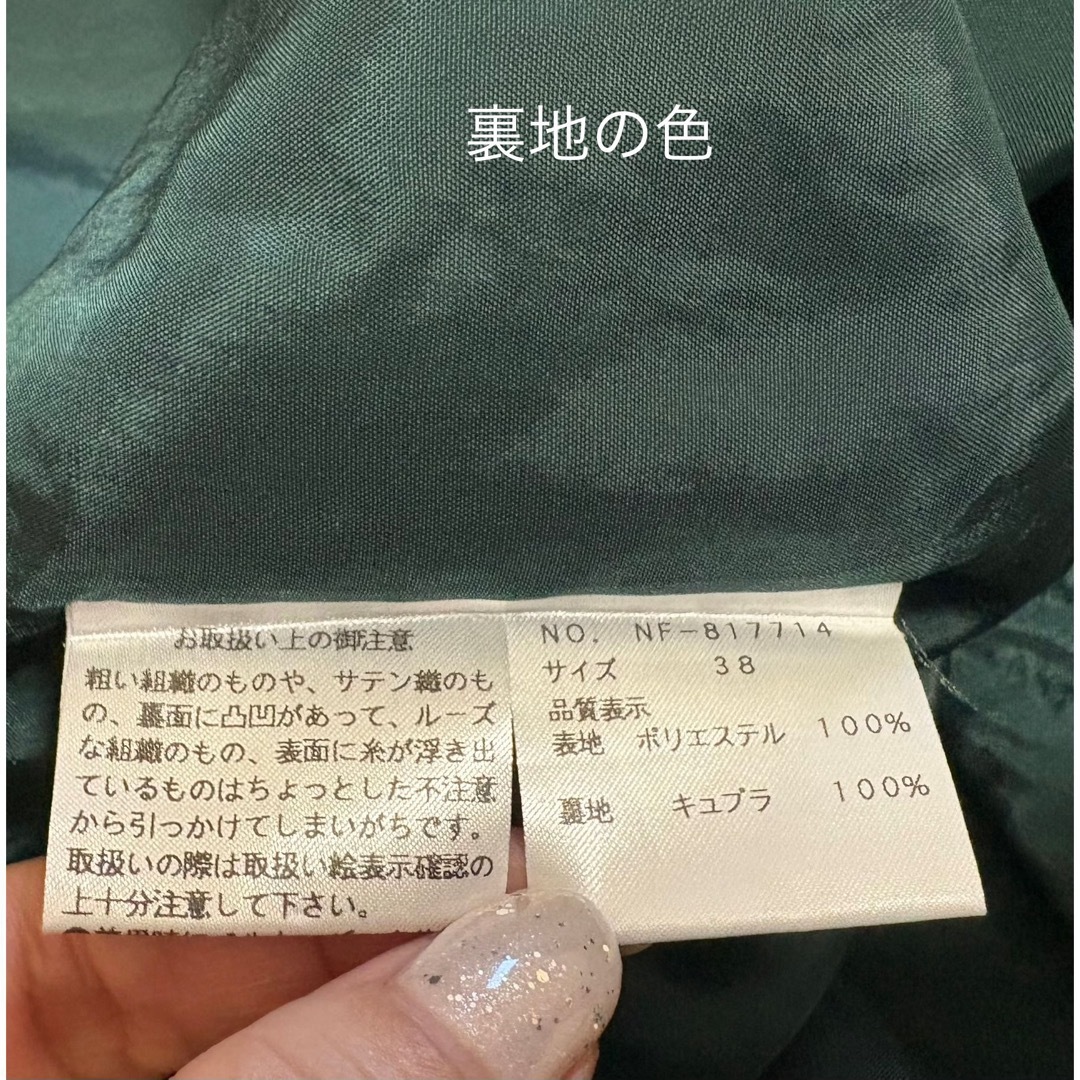 裏地の色
お取扱い上の御注意
粗い組織のものや、サテン織のも
の、表面に凸凹があって、ルーズ
な組織のもの、表面に糸が浮き出
ているものはちょっとした不注意
から引っかけてしまいがちです。
取扱いの際は取扱い絵表示確認の
上十分注意して下さい。
NO. NF-817714
サイズ 38
品質表示
表地 ポリエステル 100%
裏地 キュプラ 100%